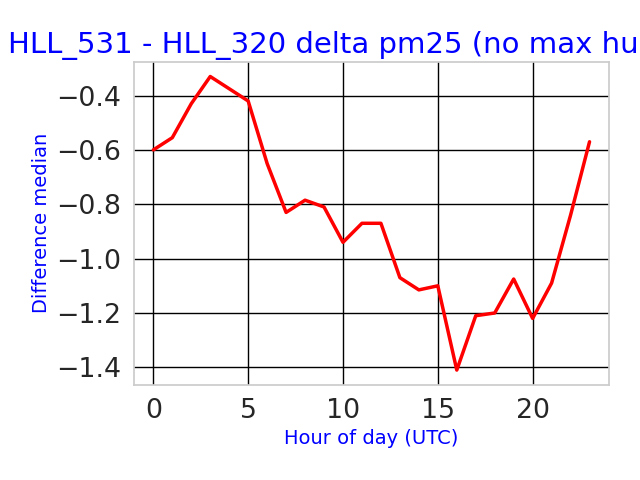 HLL_531 - HLL_320 delta pm25 (no max hu
−0.4
−0.6
−0.8
−1.0
−1.2
−1.4
Difference median
0 5 10 15 20
Hour of day (UTC)